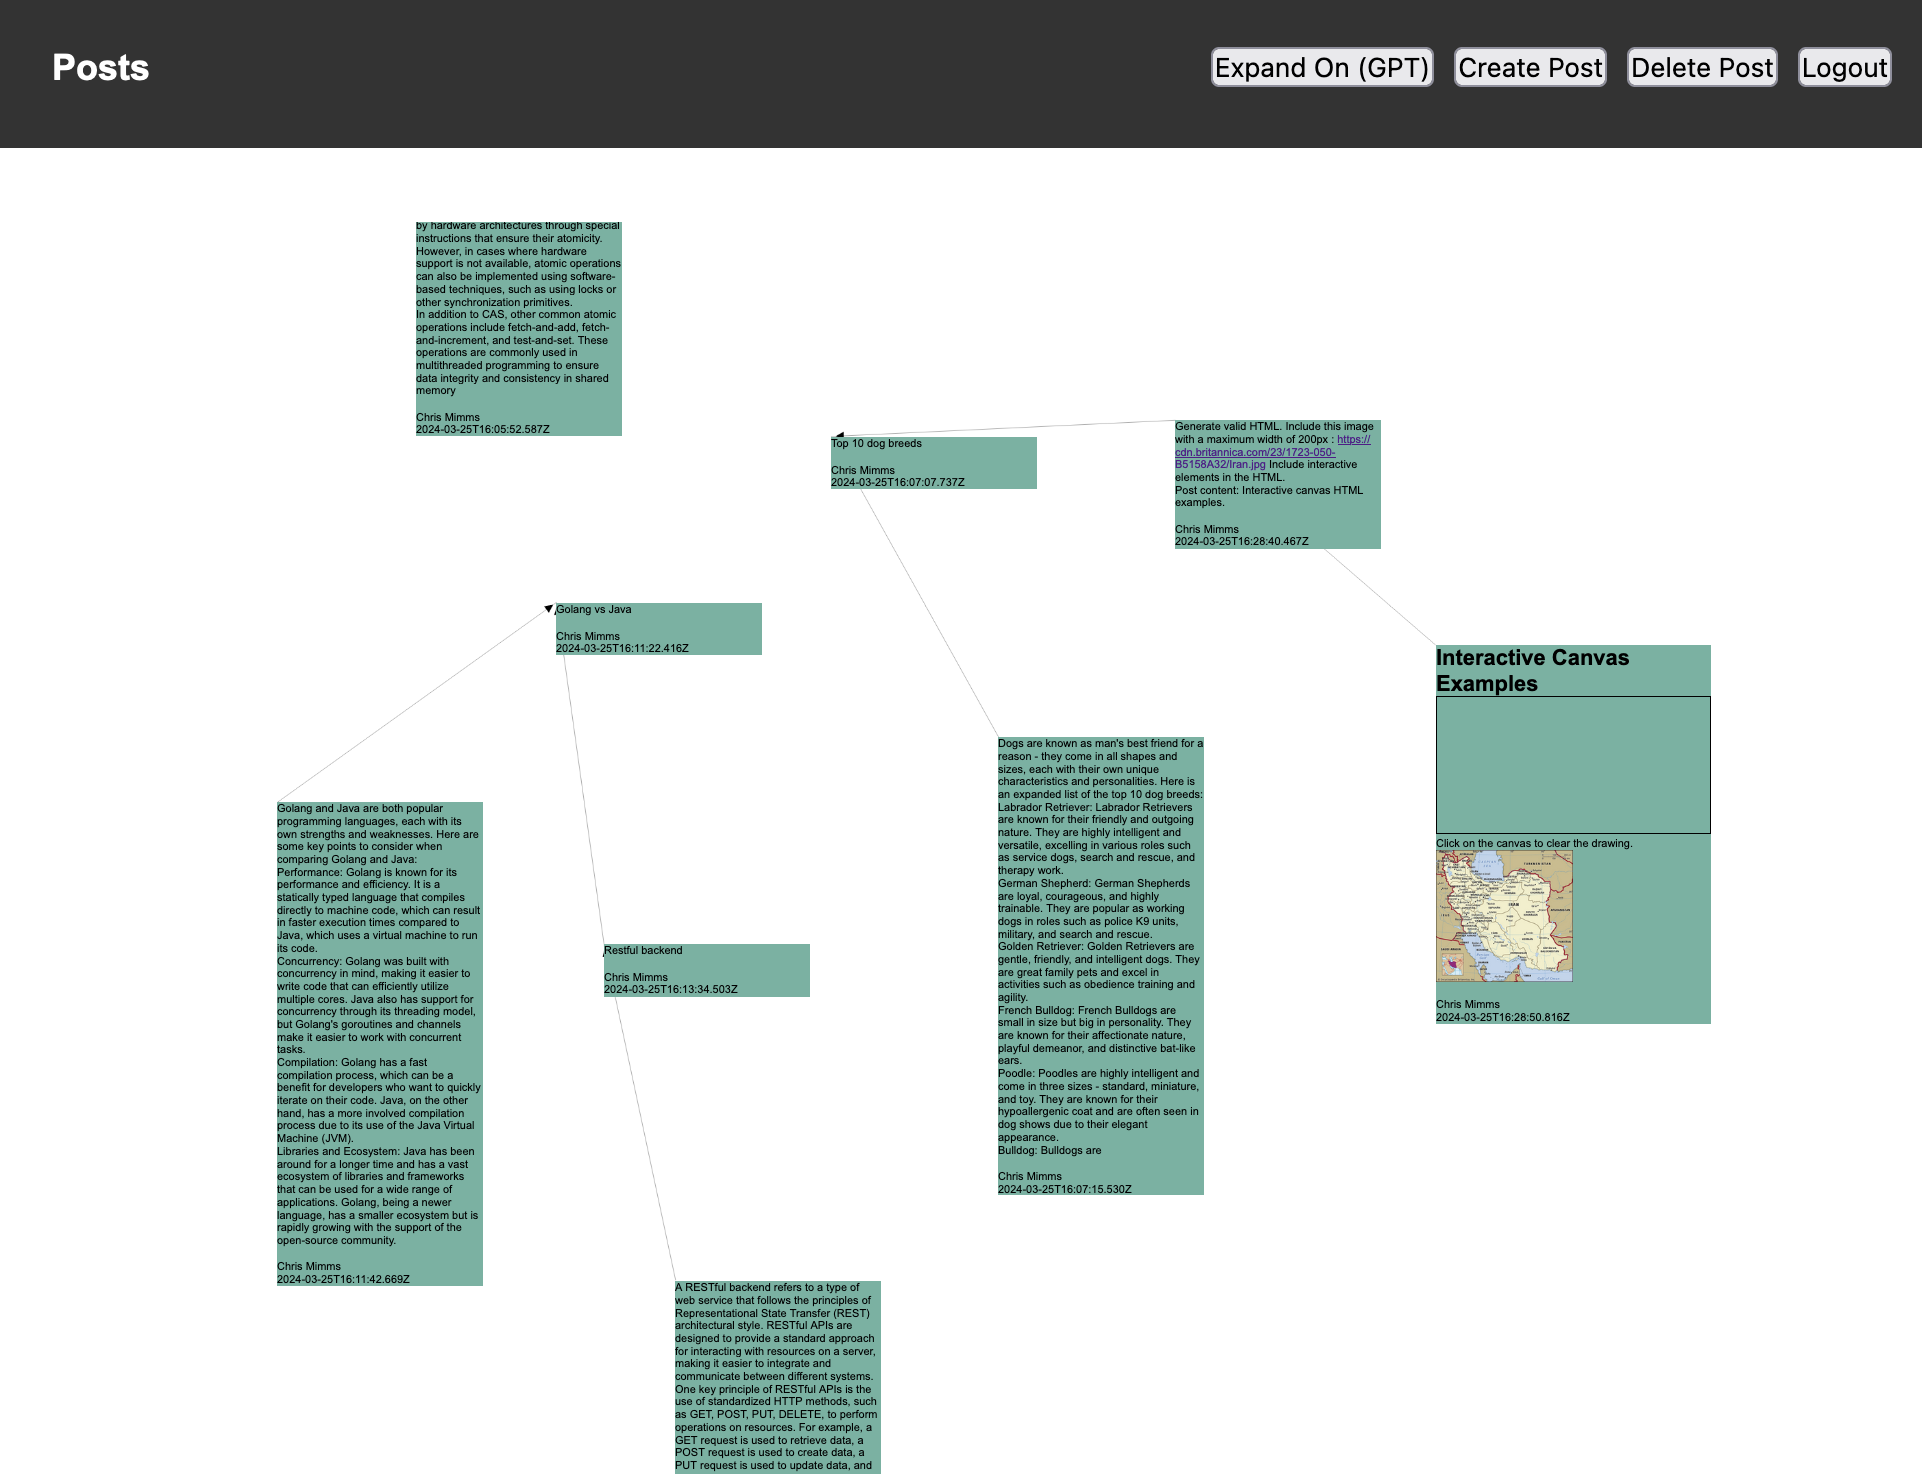 Posts
Expand On (GPT)
Create Post
Delete Post
Logout
by hardware architectures through special
instructions that ensure their atomicity.
However, in cases where hardware
support is not available, atomic operations
can also be implemented using software-
based techniques, such as using locks or
other synchronization primitives.
In addition to CAS, other common atomic
operations include fetch-and-add, fetch-
and-increment, and test-and-set. These
operations are commonly used in
multithreaded programming to ensure
data integrity and consistency in shared
memory
Chris Mimms
2024-03-25T16:05:52.587Z
Top 10 dog breeds
Chris Mimms
2024-03-25T16:07:07.737Z
Generate valid HTML. Include this image
with a maximum width of 200px : https://
cdn.britannica.com/23/1723-050-
B5158A32/Iran.jpg Include interactive
elements in the HTML.
Post content: Interactive canvas HTML
examples.
Chris Mimms
2024-03-25T16:28:40.467Z
Golang vs Java
Chris Mimms
2024-03-25T16:11:22.416Z
Interactive Canvas
Examples
Click on the canvas to clear the drawing.
IRAN
Chris Mimms
2024-03-25T16:28:50.816Z
Dogs are known as man's best friend for a
reason - they come in all shapes and
sizes, each with their own unique
characteristics and personalities. Here is
an expanded list of the top 10 dog breeds:
Labrador Retriever: Labrador Retrievers
are known for their friendly and outgoing
nature. They are highly intelligent and
versatile, excelling in various roles such
as service dogs, search and rescue, and
therapy work.
German Shepherd: German Shepherds
are loyal, courageous, and highly
trainable. They are popular as working
dogs in roles such as police K9 units,
military, and search and rescue.
Golden Retriever: Golden Retrievers are
gentle, friendly, and intelligent dogs. They
are great family pets and excel in
activities such as obedience training and
agility.
French Bulldog: French Bulldogs are
small in size but big in personality. They
are known for their affectionate nature,
playful demeanor, and distinctive bat-like
ears.
Poodle: Poodles are highly intelligent and
come in three sizes - standard, miniature,
and toy. They are known for their
hypoallergenic coat and are often seen in
dog shows due to their elegant
appearance.
Bulldog: Bulldogs are
Chris Mimms
2024-03-25T16:07:15.530Z
Golang and Java are both popular
programming languages, each with its
own strengths and weaknesses. Here are
some key points to consider when
comparing Golang and Java:
Performance: Golang is known for its
performance and efficiency. It is a
statically typed language that compiles
directly to machine code, which can result
in faster execution times compared to
Java, which uses a virtual machine to run
its code.
Concurrency: Golang was built with
concurrency in mind, making it easier to
write code that can efficiently utilize
multiple cores. Java also has support for
concurrency through its threading model,
but Golang's goroutines and channels
make it easier to work with concurrent
tasks.
Compilation: Golang has a fast
compilation process, which can be a
benefit for developers who want to quickly
iterate on their code. Java, on the other
hand, has a more involved compilation
process due to its use of the Java Virtual
Machine (JVM).
Libraries and Ecosystem: Java has been
around for a longer time and has a vast
ecosystem of libraries and frameworks
that can be used for a wide range of
applications. Golang, being a newer
language, has a smaller ecosystem but is
rapidly growing with the support of the
open-source community.
Chris Mimms
2024-03-25T16:11:42.669Z
Restful backend
Chris Mimms
2024-03-25T16:13:34.503Z
A RESTful backend refers to a type of
web service that follows the principles of
Representational State Transfer (REST)
architectural style. RESTful APIs are
designed to provide a standard approach
for interacting with resources on a server,
making it easier to integrate and
communicate between different systems.
One key principle of RESTful APIs is the
use of standardized HTTP methods, such
as GET, POST, PUT, DELETE, to perform
operations on resources. For example, a
GET request is used to retrieve data, a
POST request is used to create data, a
PUT request is used to update data, and